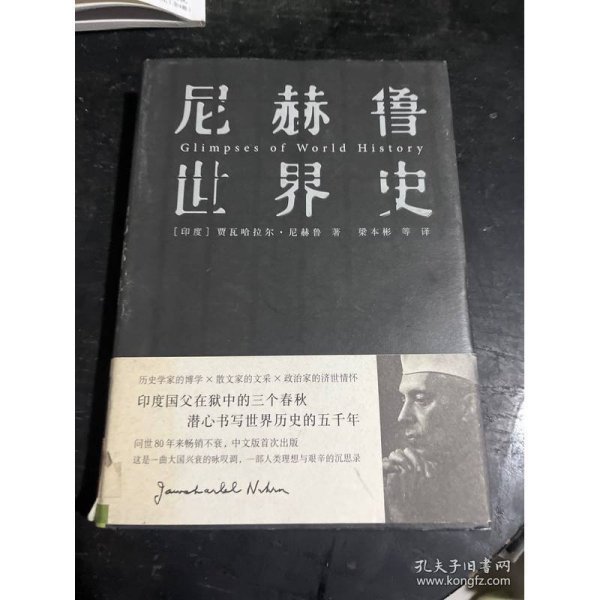 尼赫鲁
Glimpses of World History
世界史
[印度] 贾瓦哈拉尔·尼赫鲁 著 梁本彬 等 译
历史学家的博学×散文家的文采×政治家的济世情怀
印度国父在狱中的三个春秋
潜心书写世界历史的五千年
问世80年来畅销不衰，中文版首次出版
这是一曲大国兴衰的咏叹调，一部人类理想与艰辛的沉思录
Jawaharlal Nehru
孔夫子旧书网
www.kongfz.com